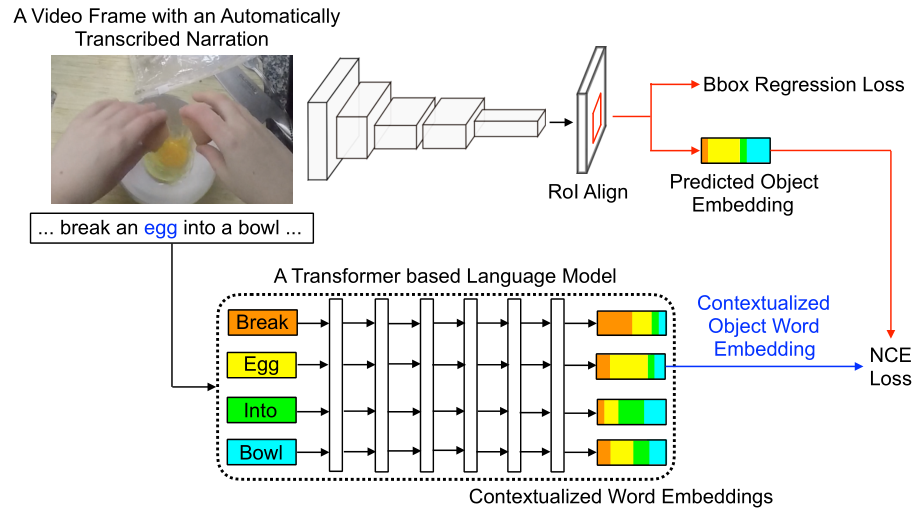 A Video Frame with an Automatically
Transcribed Narration
Bbox Regression Loss
RoI Align
Predicted Object
Embedding
... break an egg into a bowl ...
A Transformer based Language Model
Break
Egg
Into
Bowl
Contextualized
Object Word
Embedding
NCE
Loss
Contextualized Word Embeddings